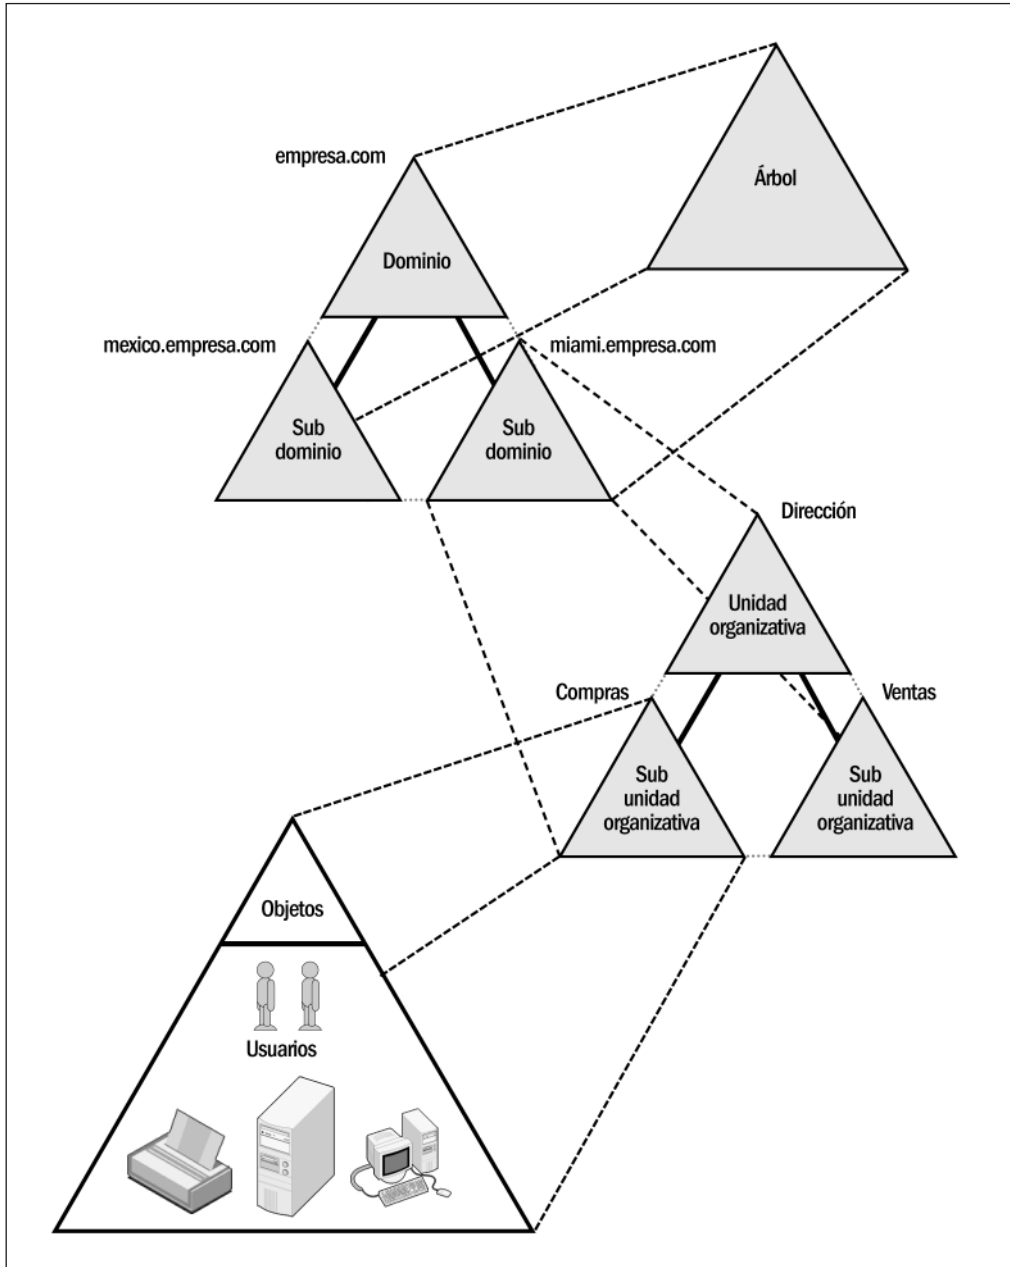 empresa.com
Árbol
Dominio
mexico.empresa.com
miami.empresa.com
Sub
dominio
Sub
dominio
Dirección
Unidad
organizativa
Compras
Ventas
Sub
unidad
organizativa
Sub
unidad
organizativa
Objetos
Usuarios